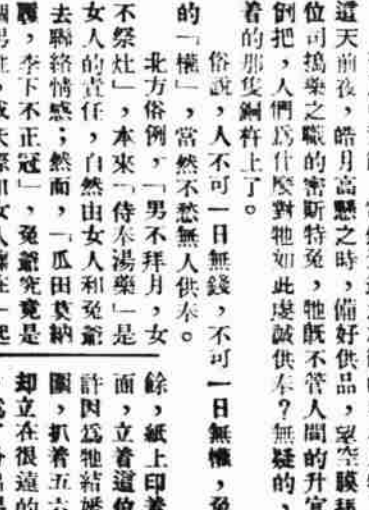 這天前夜，皓月高懸之時，備好供品，望空膜拜
位司搗藥之職的密斯特兔，牠既不管人間的升官
倒把，人們爲什麼對牠如此虔誠供奉？無疑的，
着的那隻銅杵上了。
俗說，人不可一日無錢，不可一日無權，兔
的「權」，當然不愁無人供奉。
北方俗例，「男不拜月，女
不祭灶」，本來「侍奉湯藥」是
女人的責任，自然由女人和兔爺
去聯絡情感；然而，「瓜田莫納
履，李下不正冠」，兔爺究竟是
餘，紙上印着
面，立着這位
許因爲牠結婚
圍，扒着五六
却立在很遠的